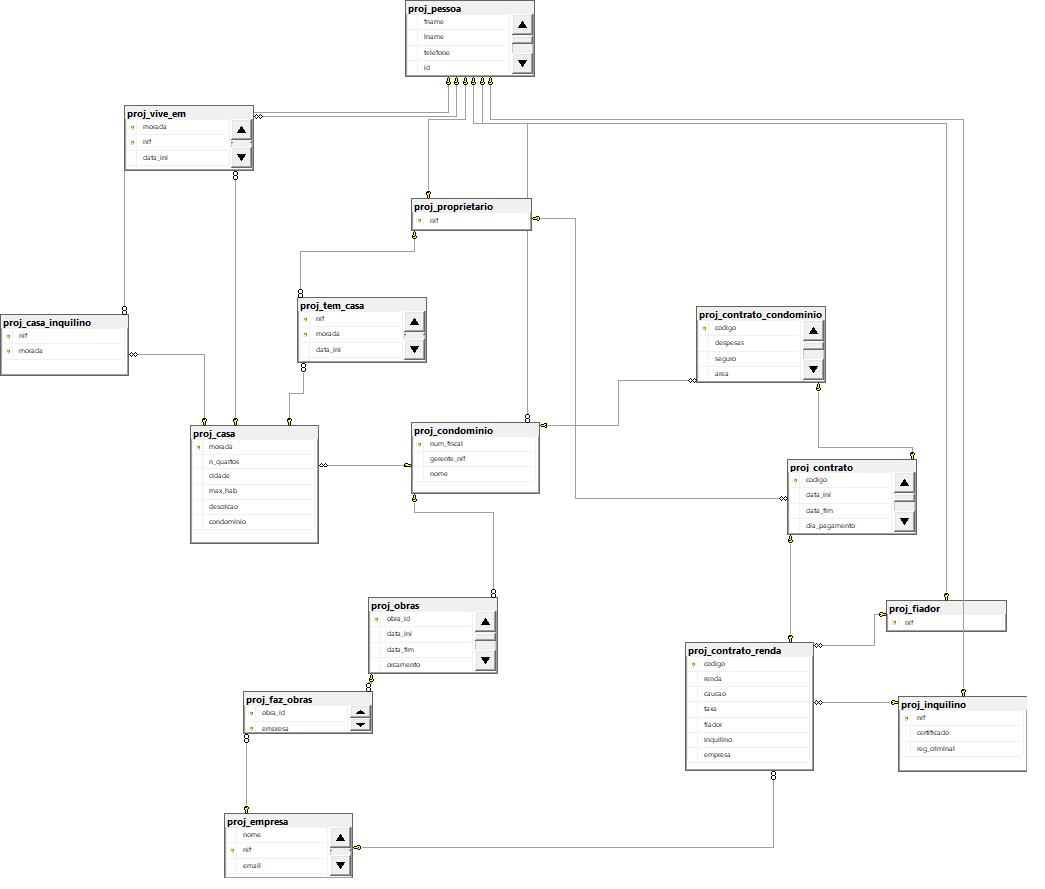 proj_pessoa
fname
lname
telefone
id
proj_vive_em
morada
nif
data_ini
proj_proprietario
nif
proj_tem_casa
nif
morada
data_ini
proj_casa_inquilino
nif
morada
proj_contrato_condominio
codigo
despesas
seguro
area
proj_casa
morada
n_quartos
cidade
max_hab
descricao
condominio
proj_condominio
num_fiscal
gerente_nif
nome
proj_contrato
codigo
data_ini
data_fim
dia_pagamento
proj_obras
obra_id
data_ini
data_fim
orcamento
proj_fiador
nif
proj_contrato_renda
codigo
renda
caucao
taxa
fiador
inquilino
empresa
proj_faz_obras
obra_id
empresa
proj_inquilino
nif
certificado
reg_criminal
proj_empresa
nome
nif
email